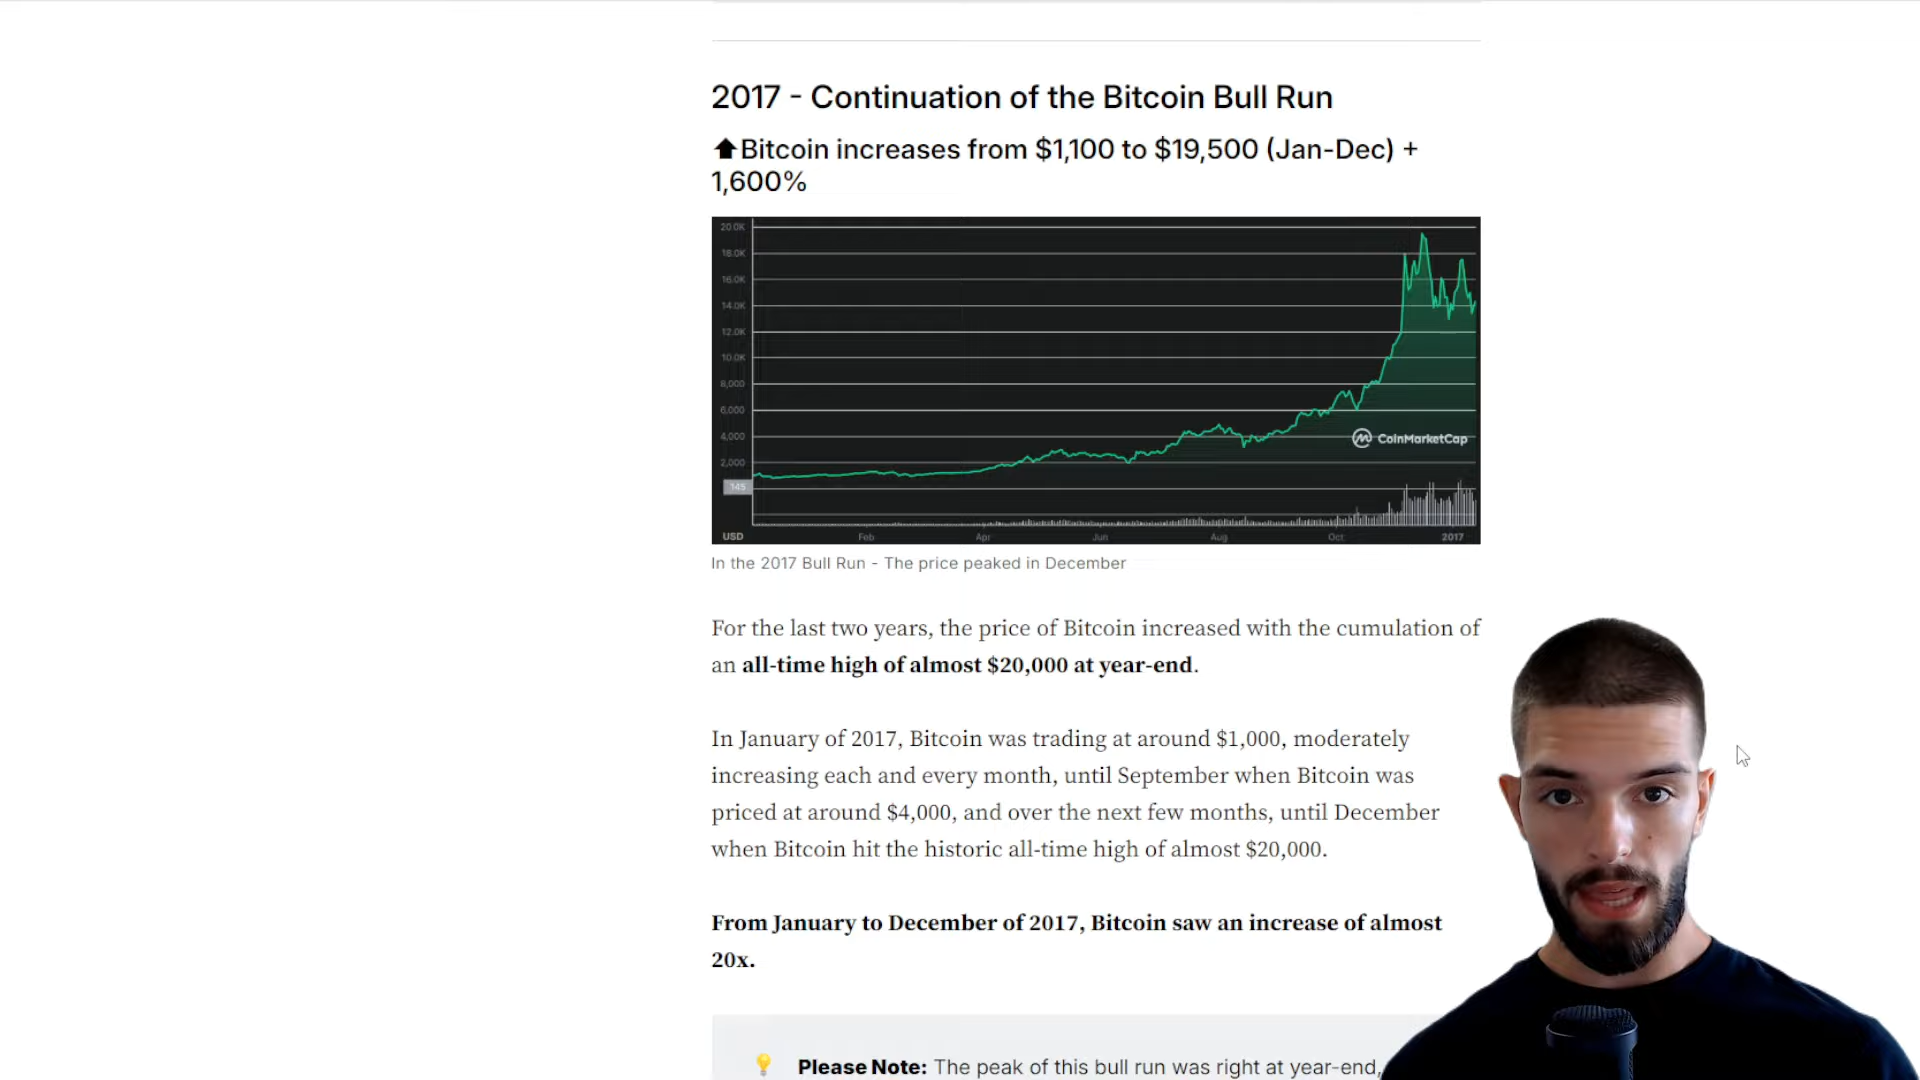 2017 - Continuation of the Bitcoin Bull Run
⬆Bitcoin increases from $1,100 to $19,500 (Jan-Dec) +
1,600%
20.0K
18.0K
16.0K
14.0K
12.0K
10.0K
8,000
6,000
4,000
CoinMarketCap
2,000
145
USD Feb Apr Jun Aug Oct 2017
In the 2017 Bull Run - The price peaked in December
For the last two years, the price of Bitcoin increased with the cumulation of
an all-time high of almost $20,000 at year-end.
In January of 2017, Bitcoin was trading at around $1,000, moderately
increasing each and every month, until September when Bitcoin was
priced at around $4,000, and over the next few months, until December
when Bitcoin hit the historic all-time high of almost $20,000.
From January to December of 2017, Bitcoin saw an increase of almost
20x.
💡 Please Note: The peak of this bull run was right at year-end,